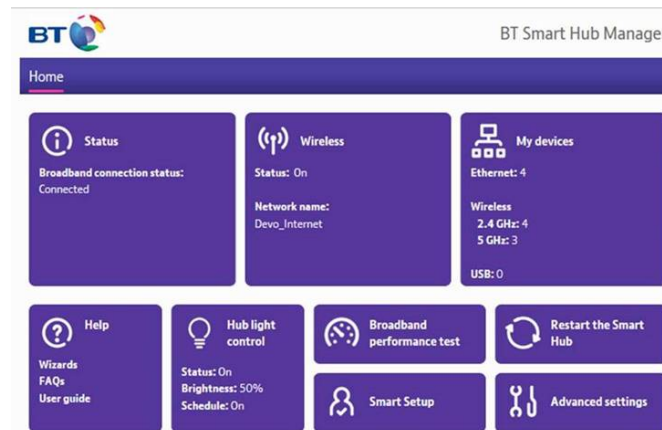 BT
BT Smart Hub Manage
Home
Status
Broadband connection status:
Connected
Wireless
Status: On
Network name:
Devo_Internet
My devices
Ethernet: 4
Wireless
2.4 GHz: 4
5 GHz: 3
USB: 0
Help
Wizards
FAQs
User guide
Hub light
control
Status: On
Brightness: 50%
Schedule: On
Broadband
performance test
Restart the Smart
Hub
Smart Setup
Advanced settings